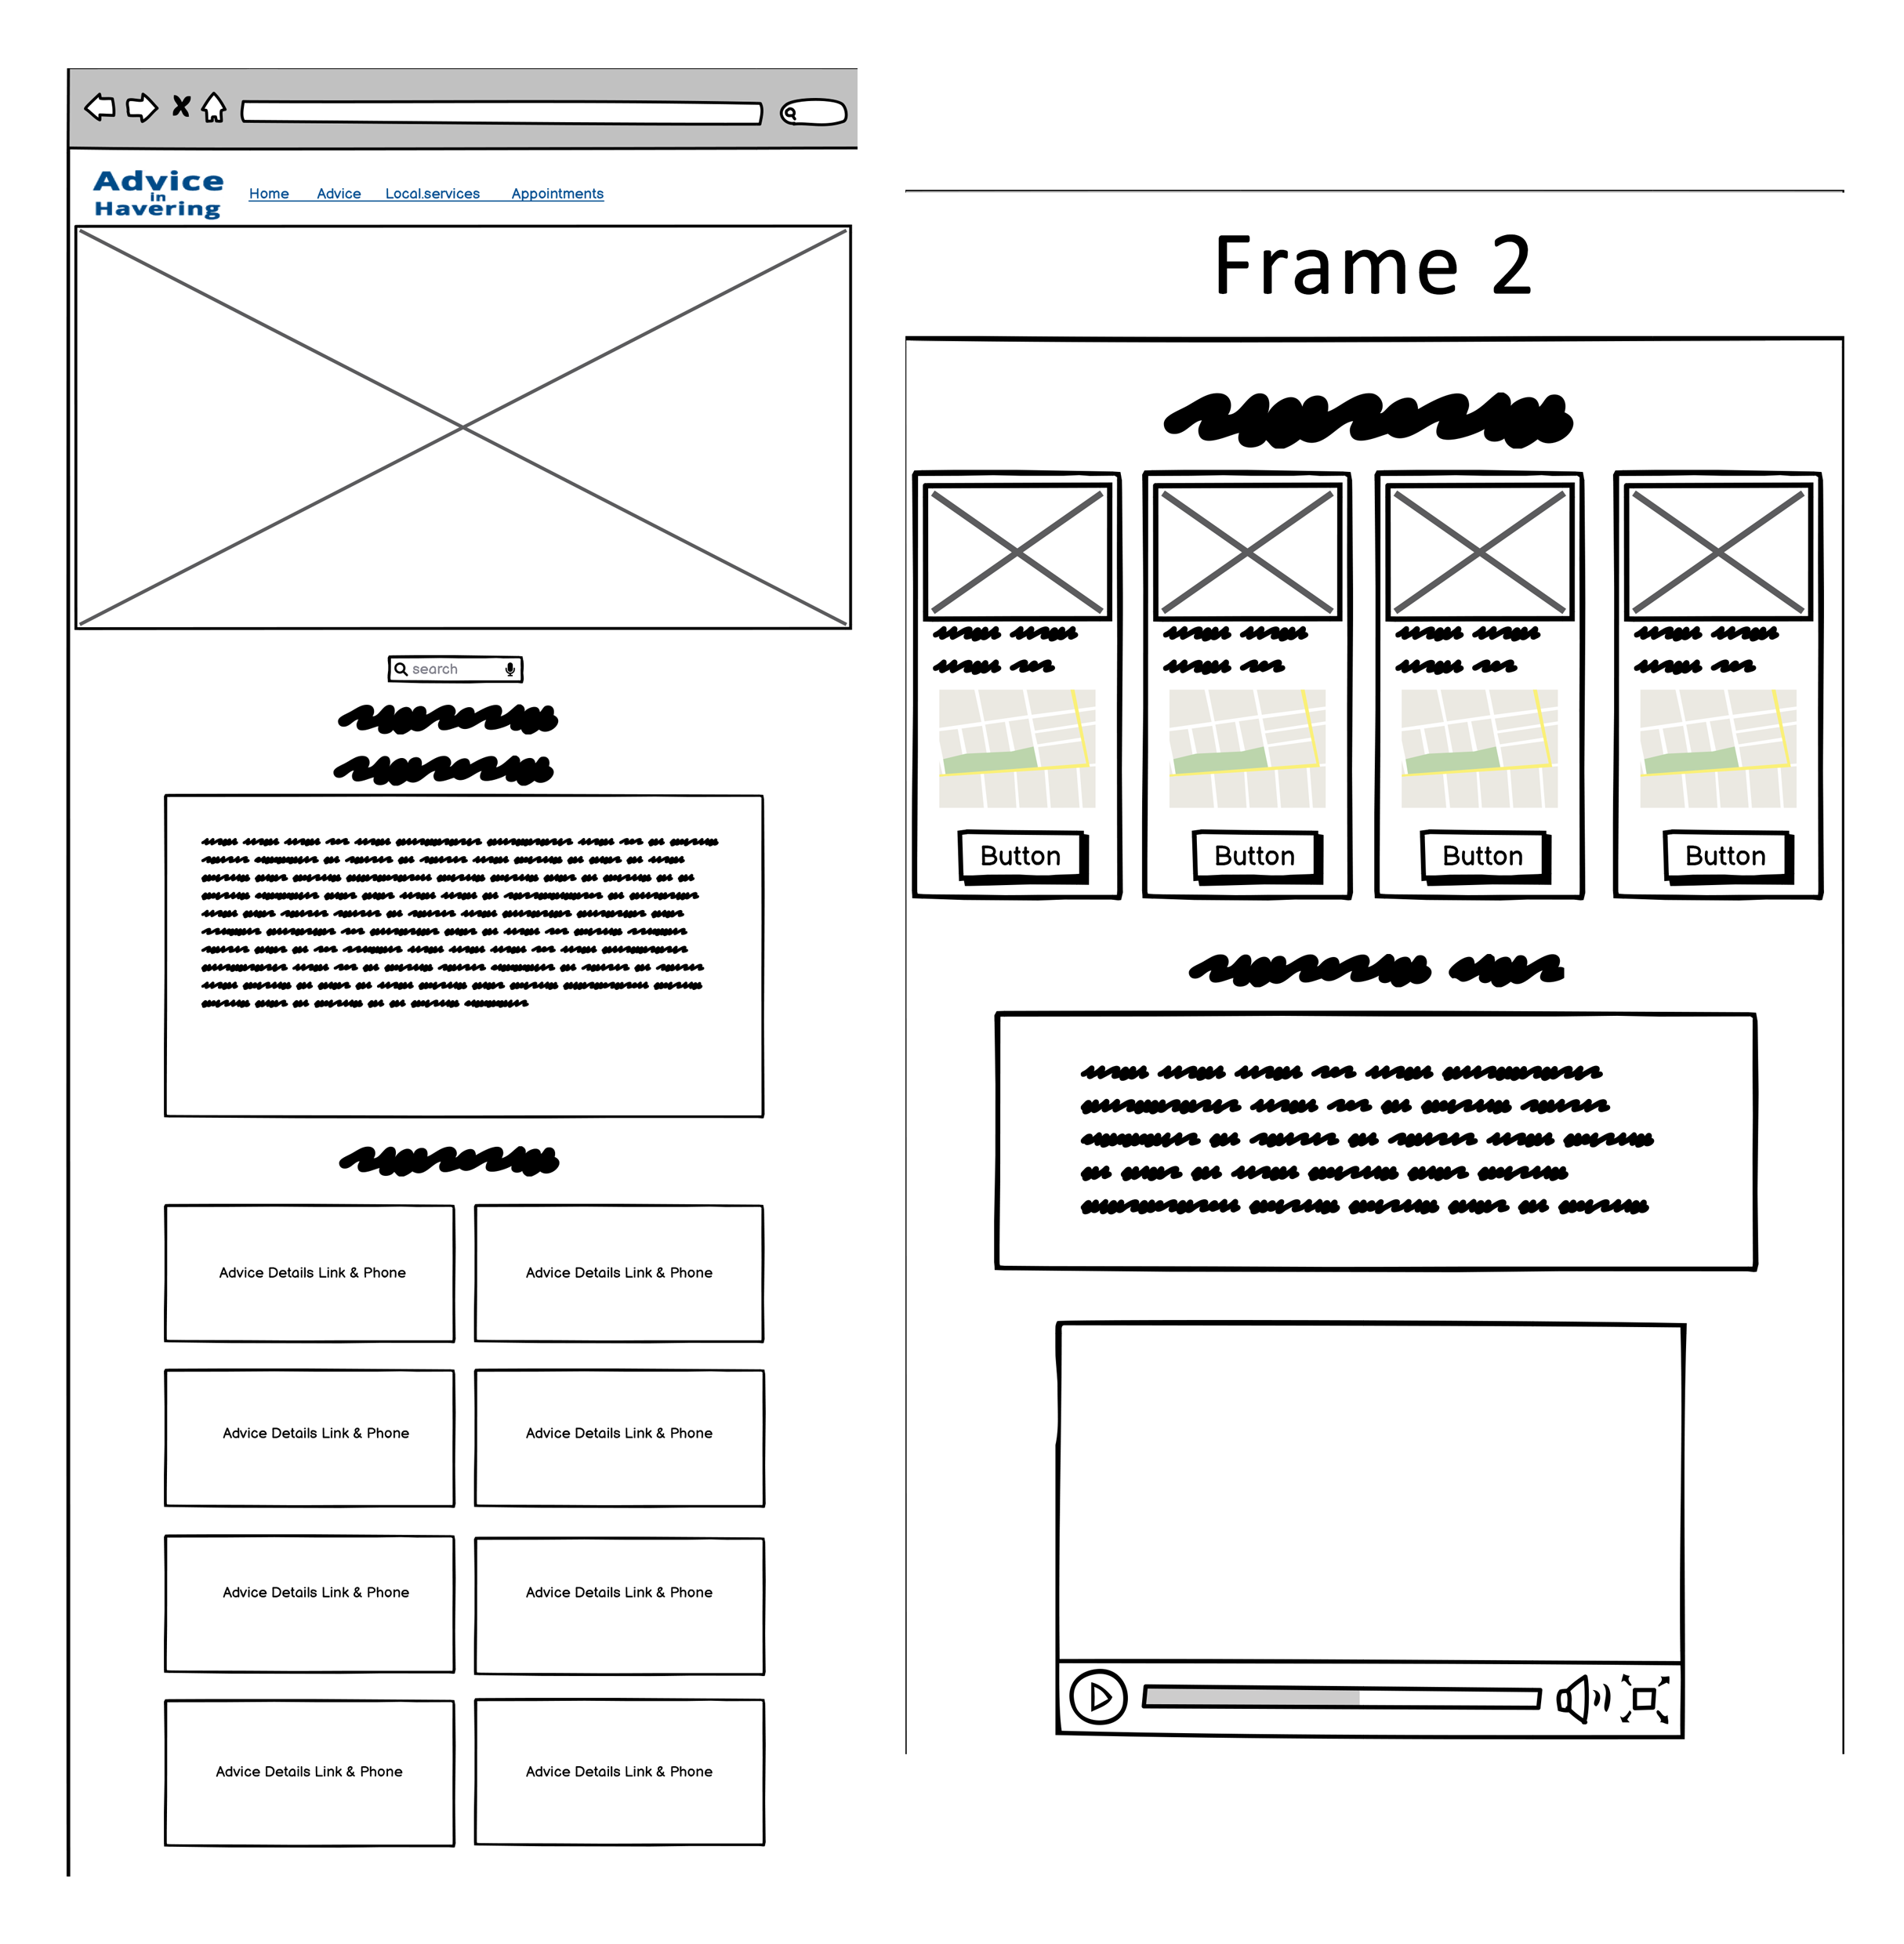 Advice
in
Havering
Home Advice Local.services Appointments
search
Advice Details Link & Phone
Advice Details Link & Phone
Advice Details Link & Phone
Advice Details Link & Phone
Advice Details Link & Phone
Advice Details Link & Phone
Advice Details Link & Phone
Advice Details Link & Phone
Frame 2
Button
Button
Button
Button